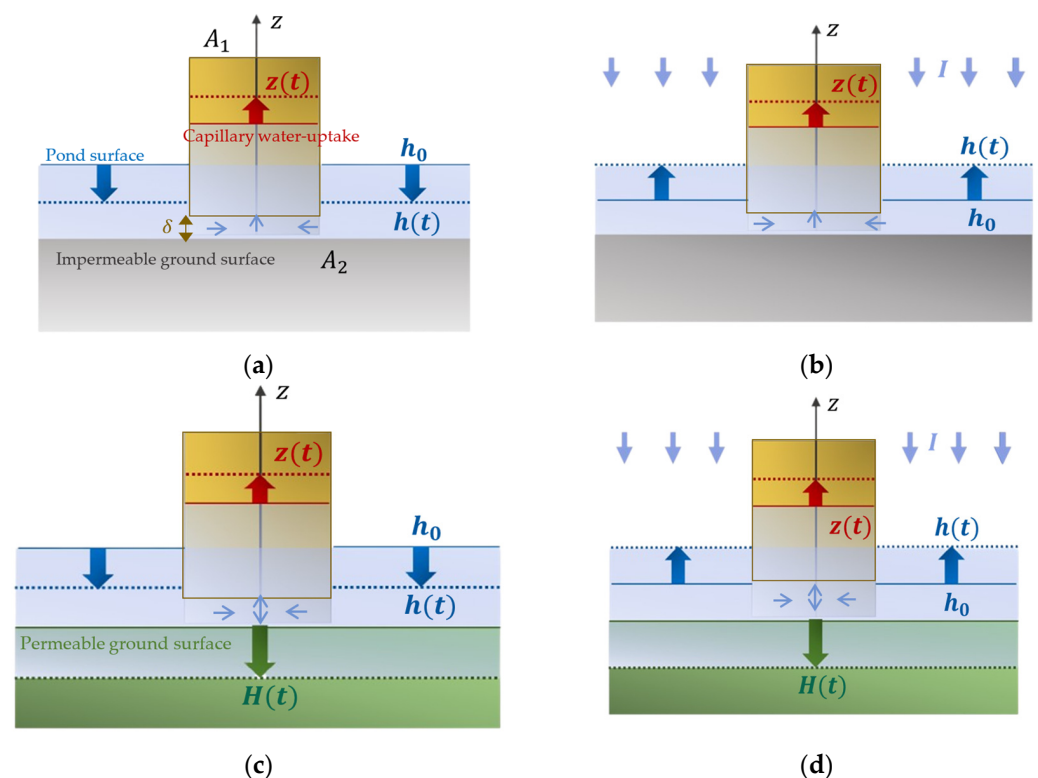 z
A₁
z(t)
Capillary water-uptake
Pond surface
h₀
h(t)
δ
Impermeable ground surface
A₂
(a)
z
I
z(t)
h(t)
h₀
(b)
z
z(t)
h₀
h(t)
Permeable ground surface
H(t)
(c)
z
I
z(t)
h(t)
h₀
H(t)
(d)